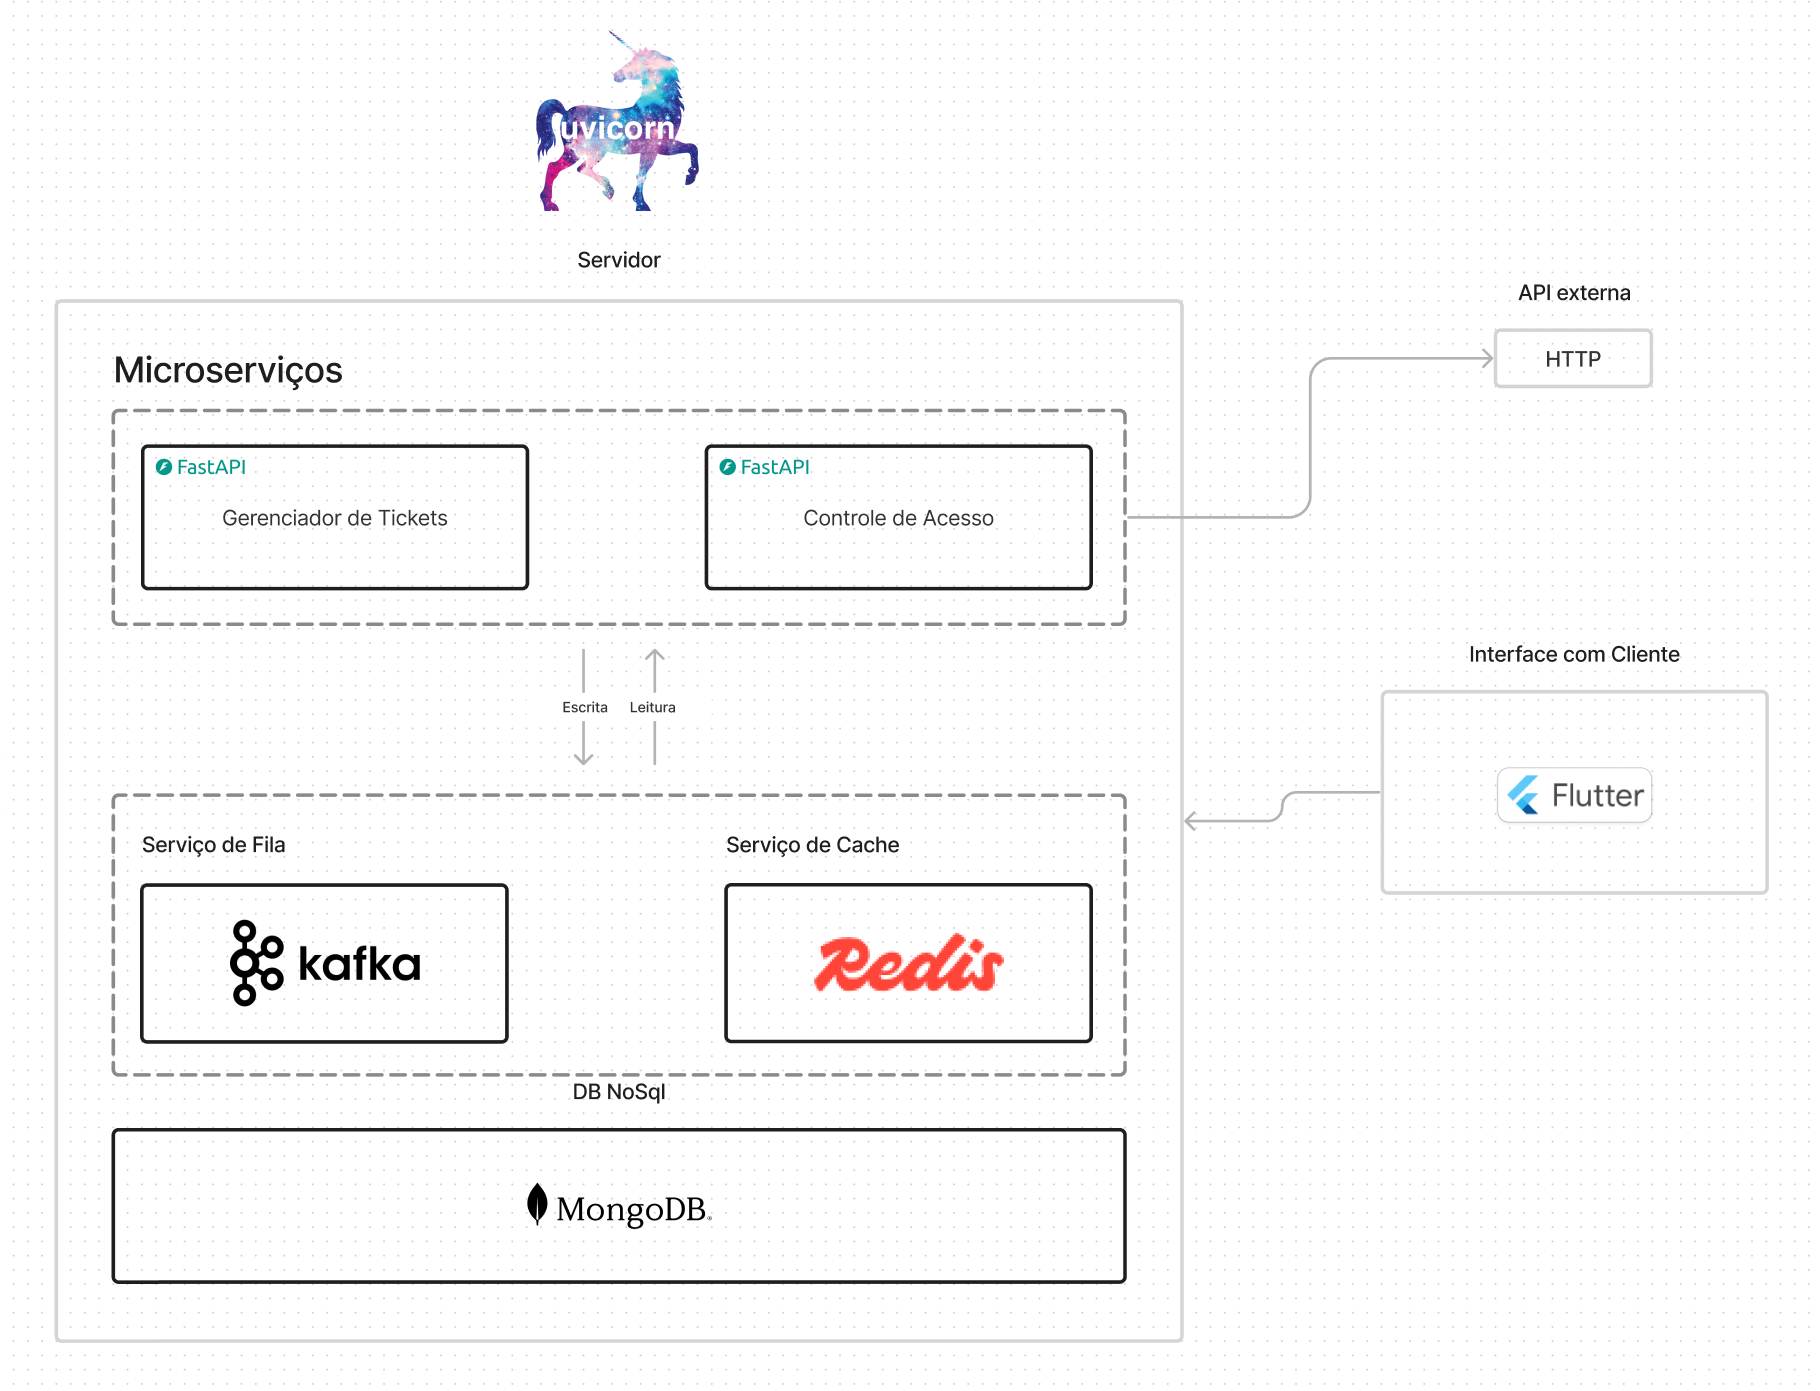 uvicorn
Servidor
API externa
HTTP
Microserviços
FastAPI
Gerenciador de Tickets
FastAPI
Controle de Acesso
Escrita
Leitura
Interface com Cliente
Flutter
Serviço de Fila
kafka
Serviço de Cache
Redis
DB NoSql
MongoDB